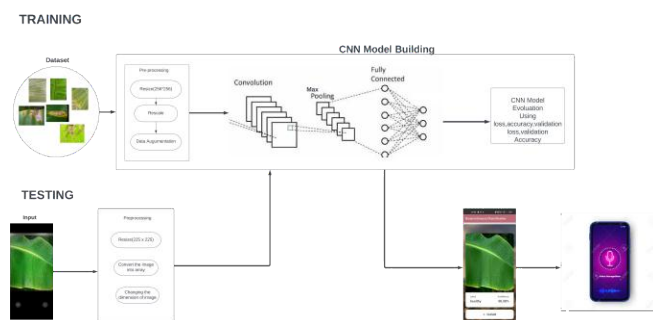 TRAINING
CNN Model Building
Dataset
Pre-processing
Resize(256*256)
Rescale
Data Augumentation
Convolution
Max
Pooling
Fully
Connected
CNN Model
Evaluation
Using
loss,accuracy,validation
loss,validation
Accuracy
TESTING
Input
Preprocessing
Resize(225 x 225)
Convert the image
into array
Changing the
dimension of image